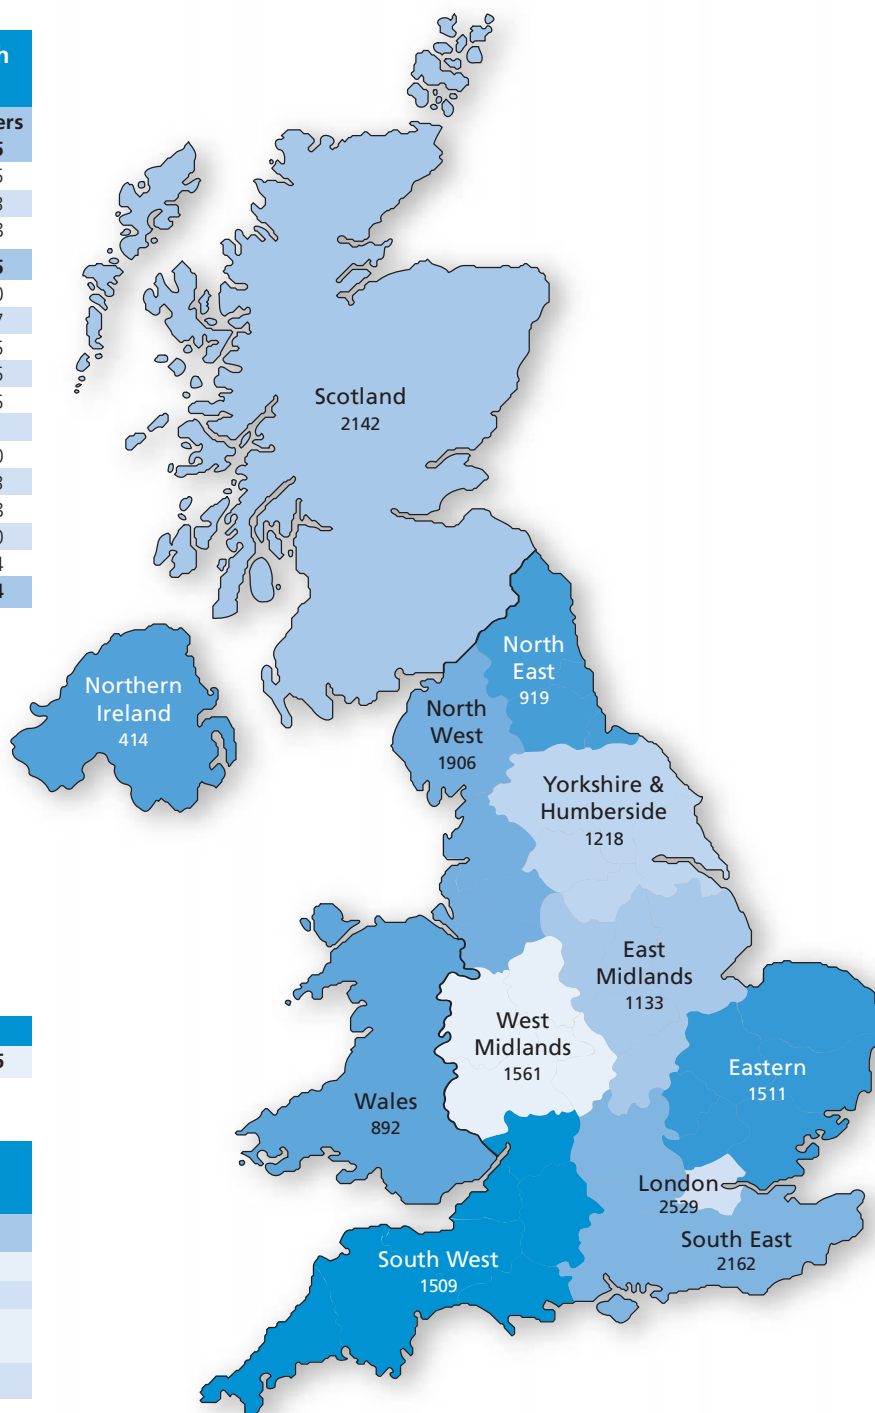 Scotland
2142
North
East
919
Northern
Ireland
414
North
West
1906
Yorkshire &
Humberside
1218
East
Midlands
1133
West
Midlands
1561
Eastern
1511
Wales
892
London
2529
South East
2162
South West
1509